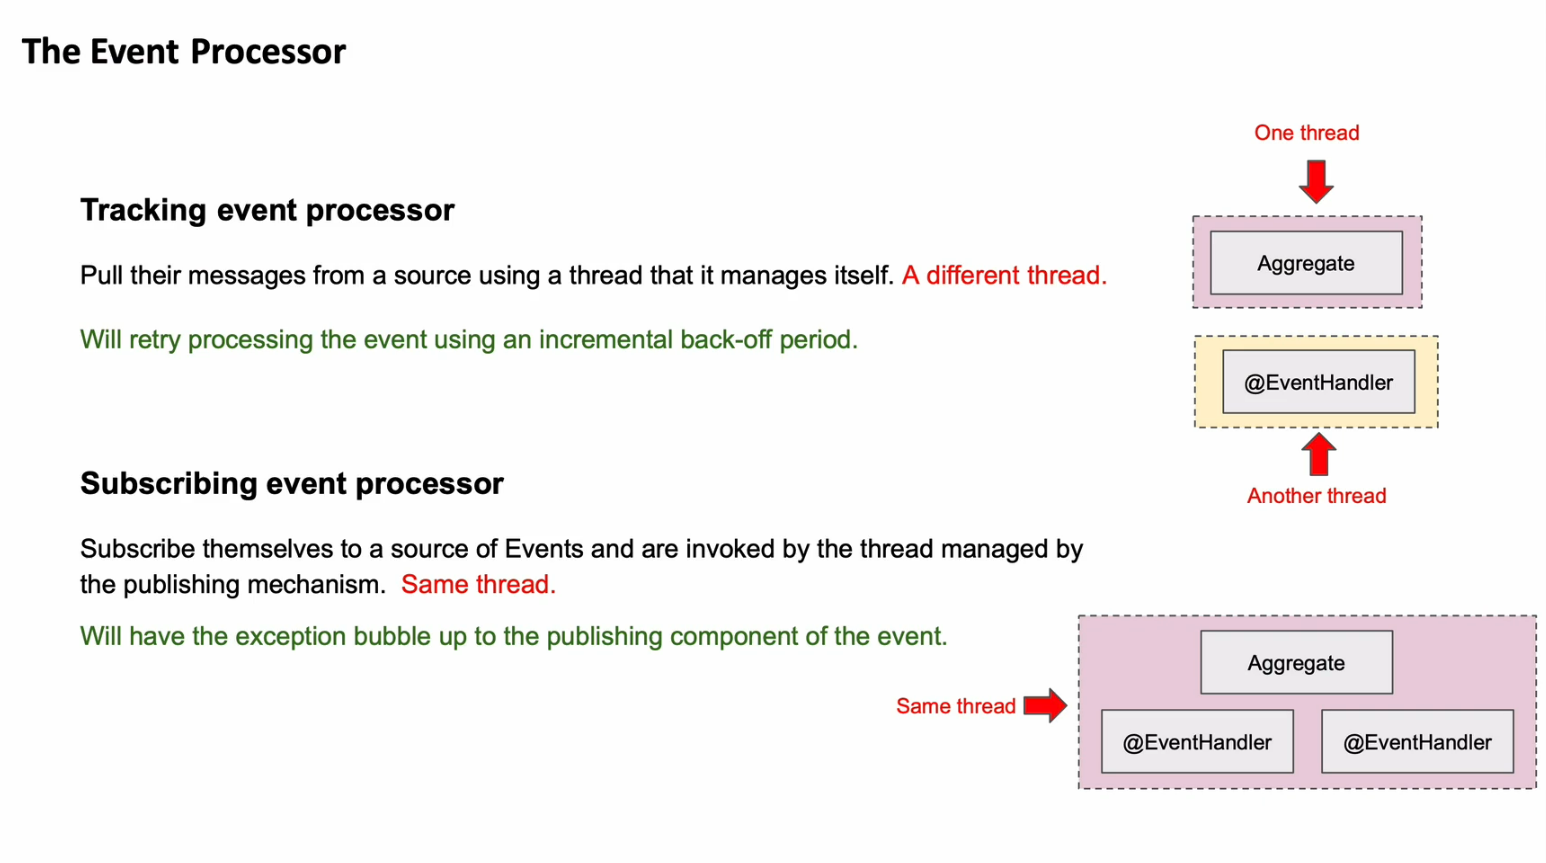 The Event Processor
One thread
Tracking event processor
Pull their messages from a source using a thread that it manages itself. A different thread.
Aggregate
Will retry processing the event using an incremental back-off period.
@EventHandler
Another thread
Subscribing event processor
Subscribe themselves to a source of Events and are invoked by the thread managed by
the publishing mechanism. Same thread.
Will have the exception bubble up to the publishing component of the event.
Aggregate
Same thread
@EventHandler
@EventHandler